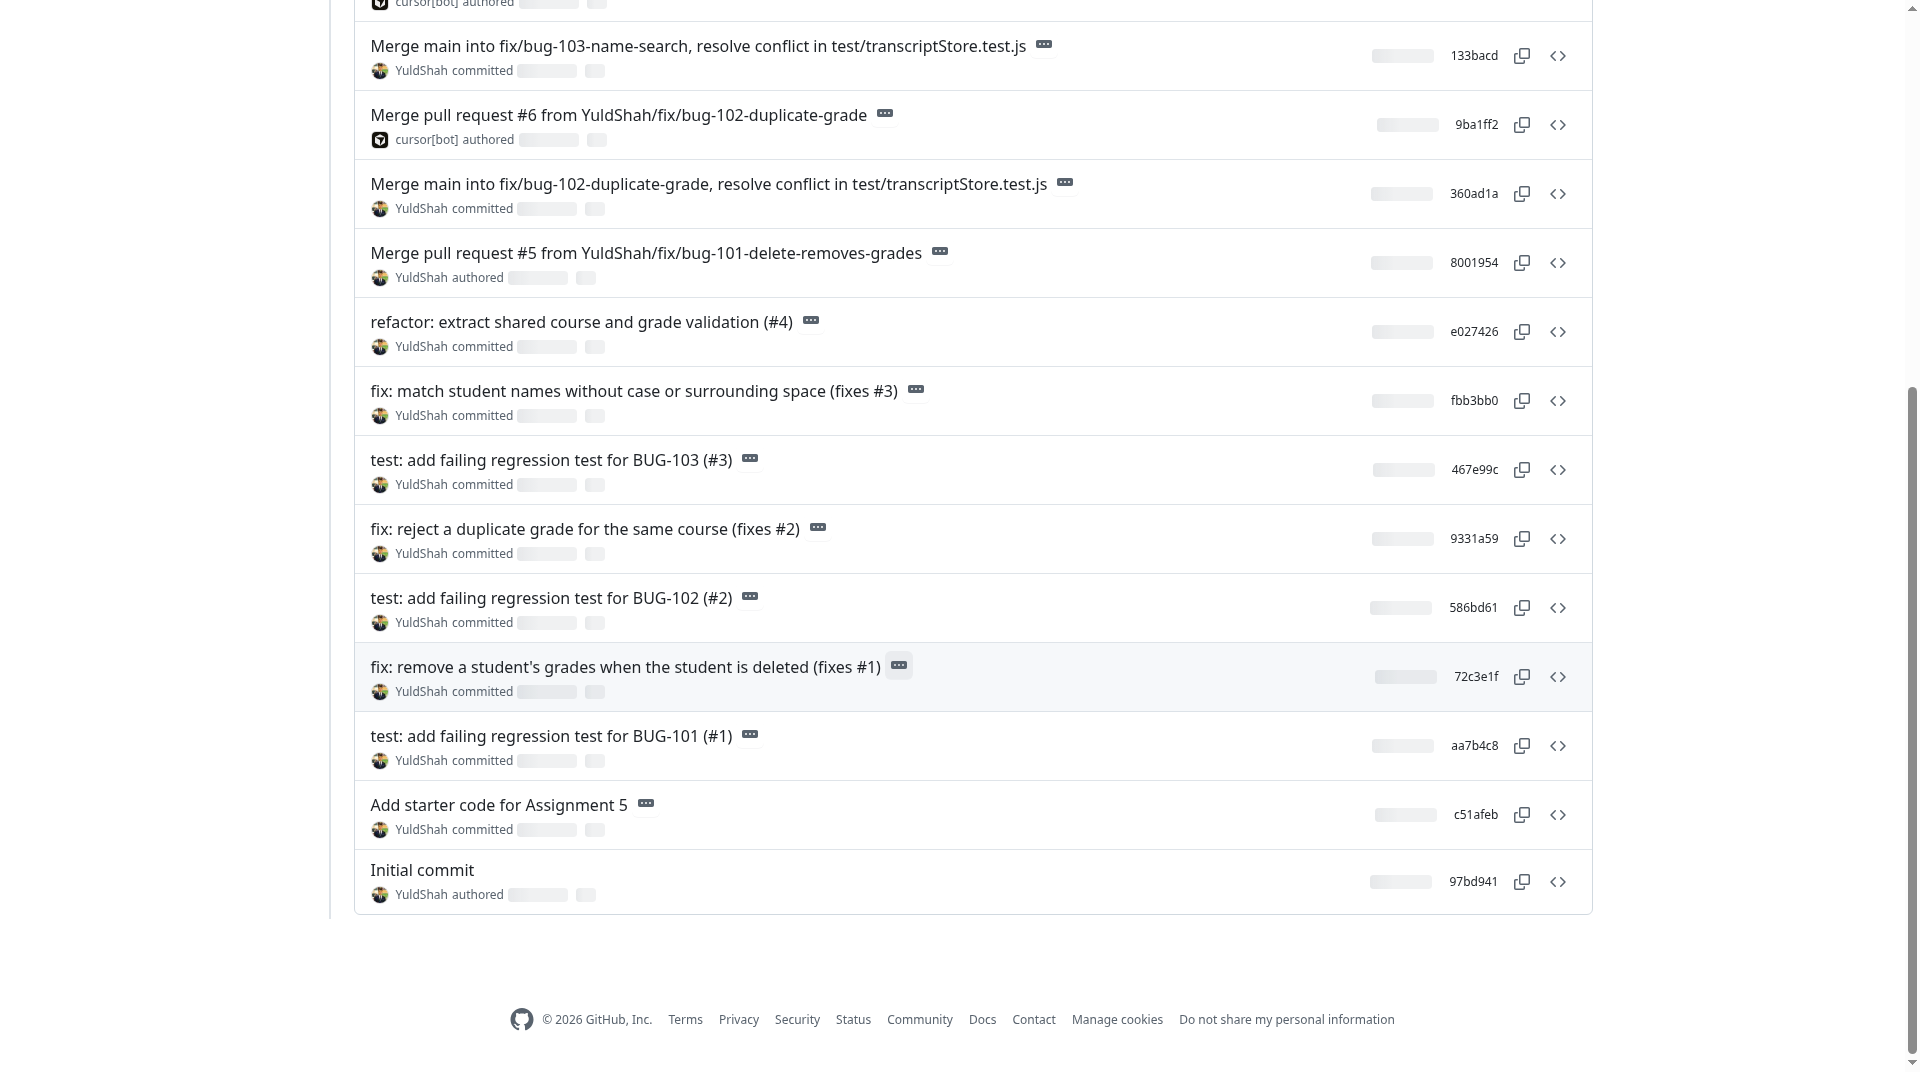 cursor[bot] authored
Merge main into fix/bug-103-name-search, resolve conflict in test/transcriptStore.test.js
133bacd
YuldShah committed
Merge pull request #6 from YuldShah/fix/bug-102-duplicate-grade
9ba1ff2
cursor[bot] authored
Merge main into fix/bug-102-duplicate-grade, resolve conflict in test/transcriptStore.test.js
360ad1a
YuldShah committed
Merge pull request #5 from YuldShah/fix/bug-101-delete-removes-grades
8001954
YuldShah authored
refactor: extract shared course and grade validation (#4)
e027426
YuldShah committed
fix: match student names without case or surrounding space (fixes #3)
fbb3bb0
YuldShah committed
test: add failing regression test for BUG-103 (#3)
467e99c
YuldShah committed
fix: reject a duplicate grade for the same course (fixes #2)
9331a59
YuldShah committed
test: add failing regression test for BUG-102 (#2)
586bd61
YuldShah committed
fix: remove a student's grades when the student is deleted (fixes #1)
72c3e1f
YuldShah committed
test: add failing regression test for BUG-101 (#1)
aa7b4c8
YuldShah committed
Add starter code for Assignment 5
c51afeb
YuldShah committed
Initial commit
97bd941
YuldShah authored
© 2026 GitHub, Inc. Terms Privacy Security Status Community Docs Contact Manage cookies Do not share my personal information